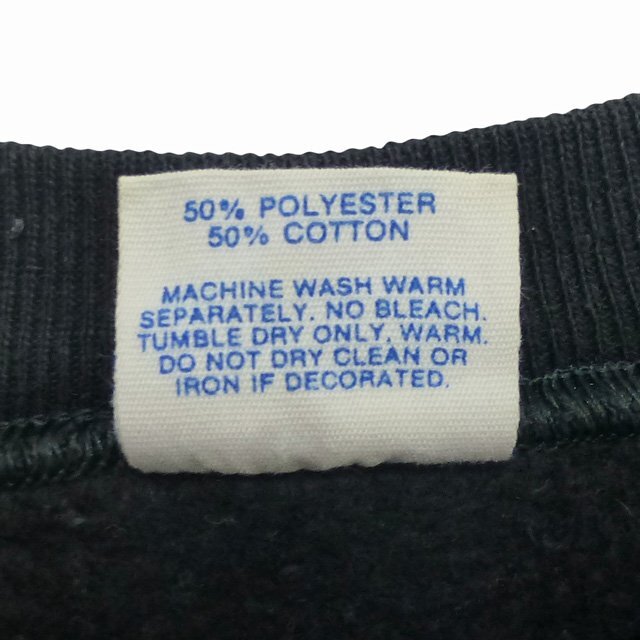 50% POLYESTER
50% COTTON
MACHINE WASH WARM
SEPARATELY. NO BLEACH.
TUMBLE DRY ONLY, WARM.
DO NOT DRY CLEAN OR
IRON IF DECORATED.